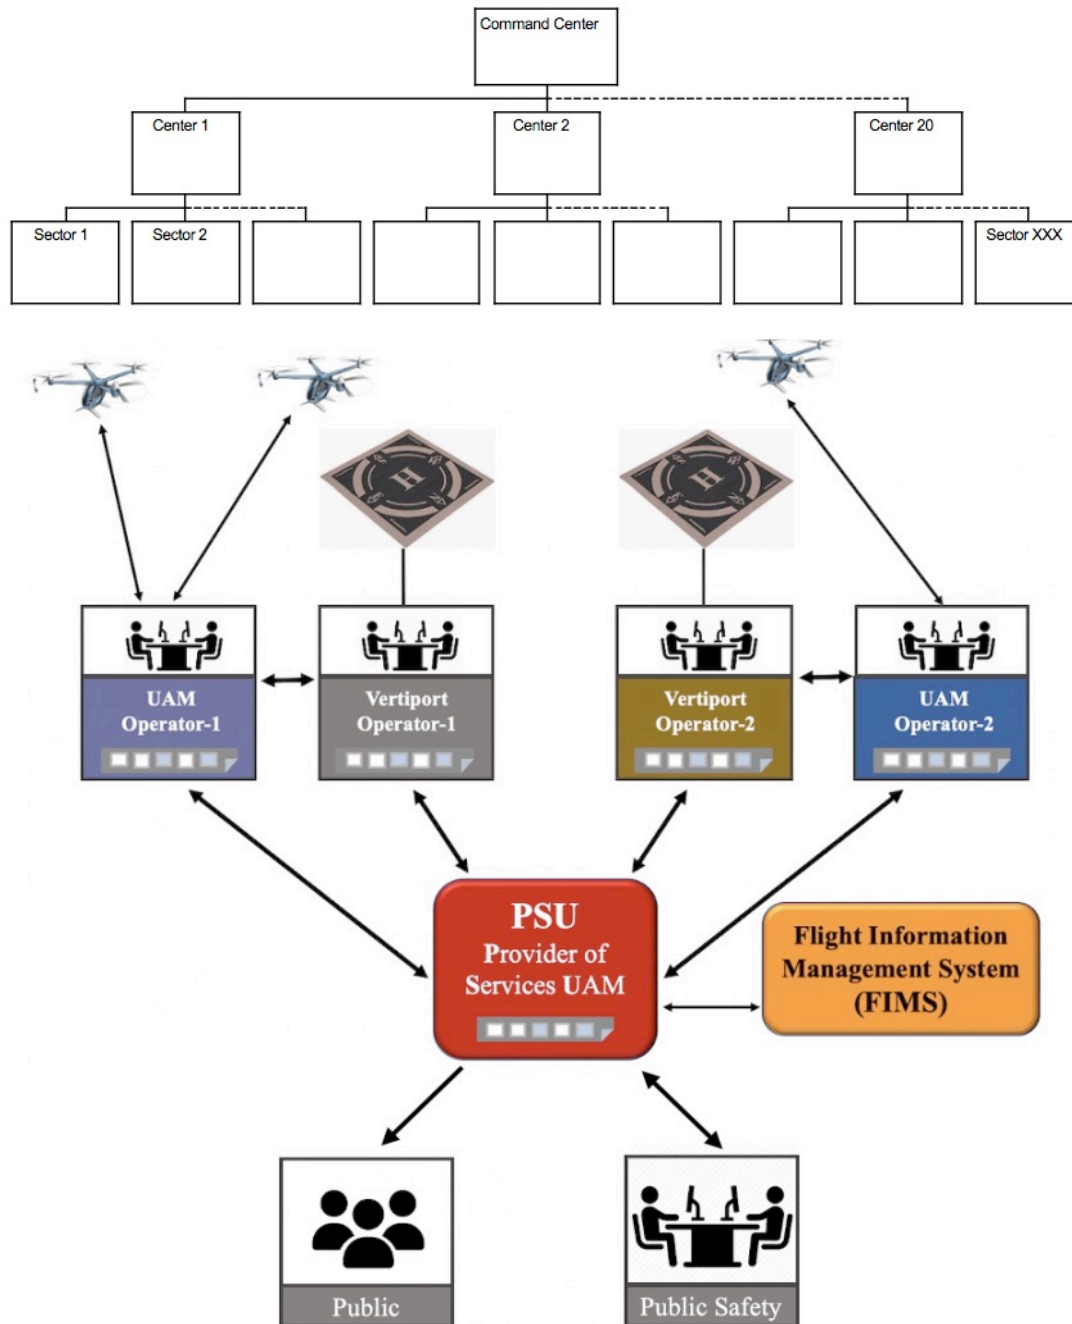 Command Center
Center 1
Center 2
Center 20
Sector 1
Sector 2
Sector XXX
H
H
UAM
Operator-1
Vertiport
Operator-1
Vertiport
Operator-2
UAM
Operator-2
PSU
Provider of
Services UAM
Flight Information
Management System
(FIMS)
Public
Public Safety